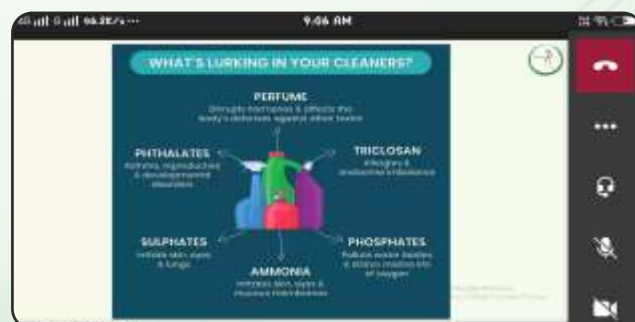 9:06 AM
WHAT'S LURKING IN YOUR CLEANERS?
PERFUME
Disrupts hormones & affects the
body's defenses against other toxins
PHTHALATES
Asthma, reproductive
& developmental
disorders
TRICLOSAN
Allergies &
endocrine imbalance
SULPHATES
Irritate skin, eyes
& lungs
AMMONIA
Irritates skin, eyes &
mucous membranes
PHOSPHATES
Pollute water bodies
& starve marine life
of oxygen